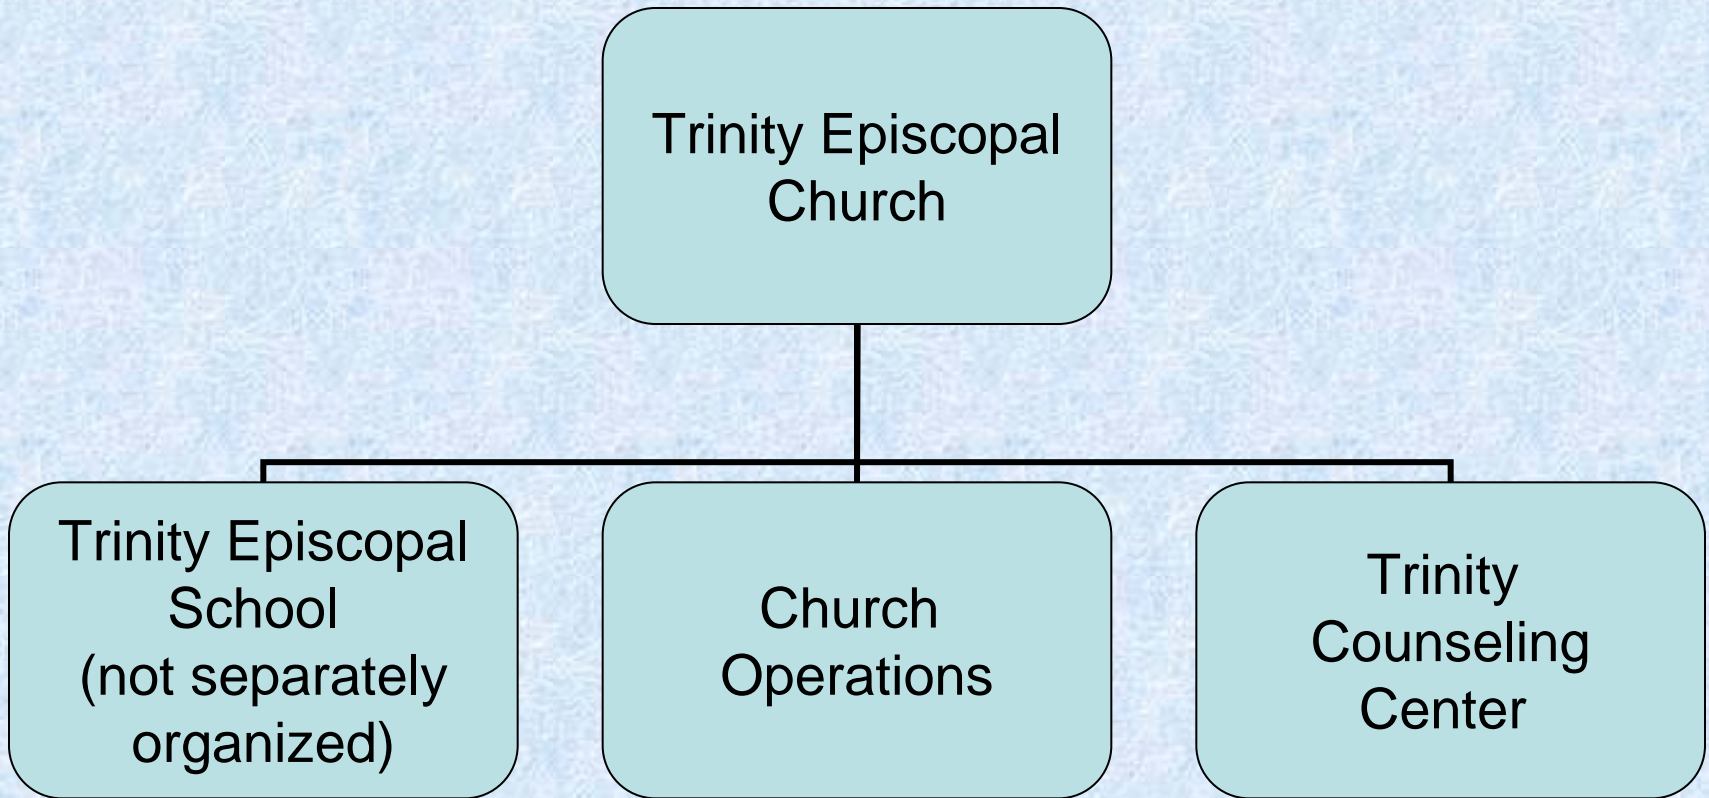 Trinity Episcopal
Church
Trinity Episcopal
School
(not separately
organized)
Church
Operations
Trinity
Counseling
Center